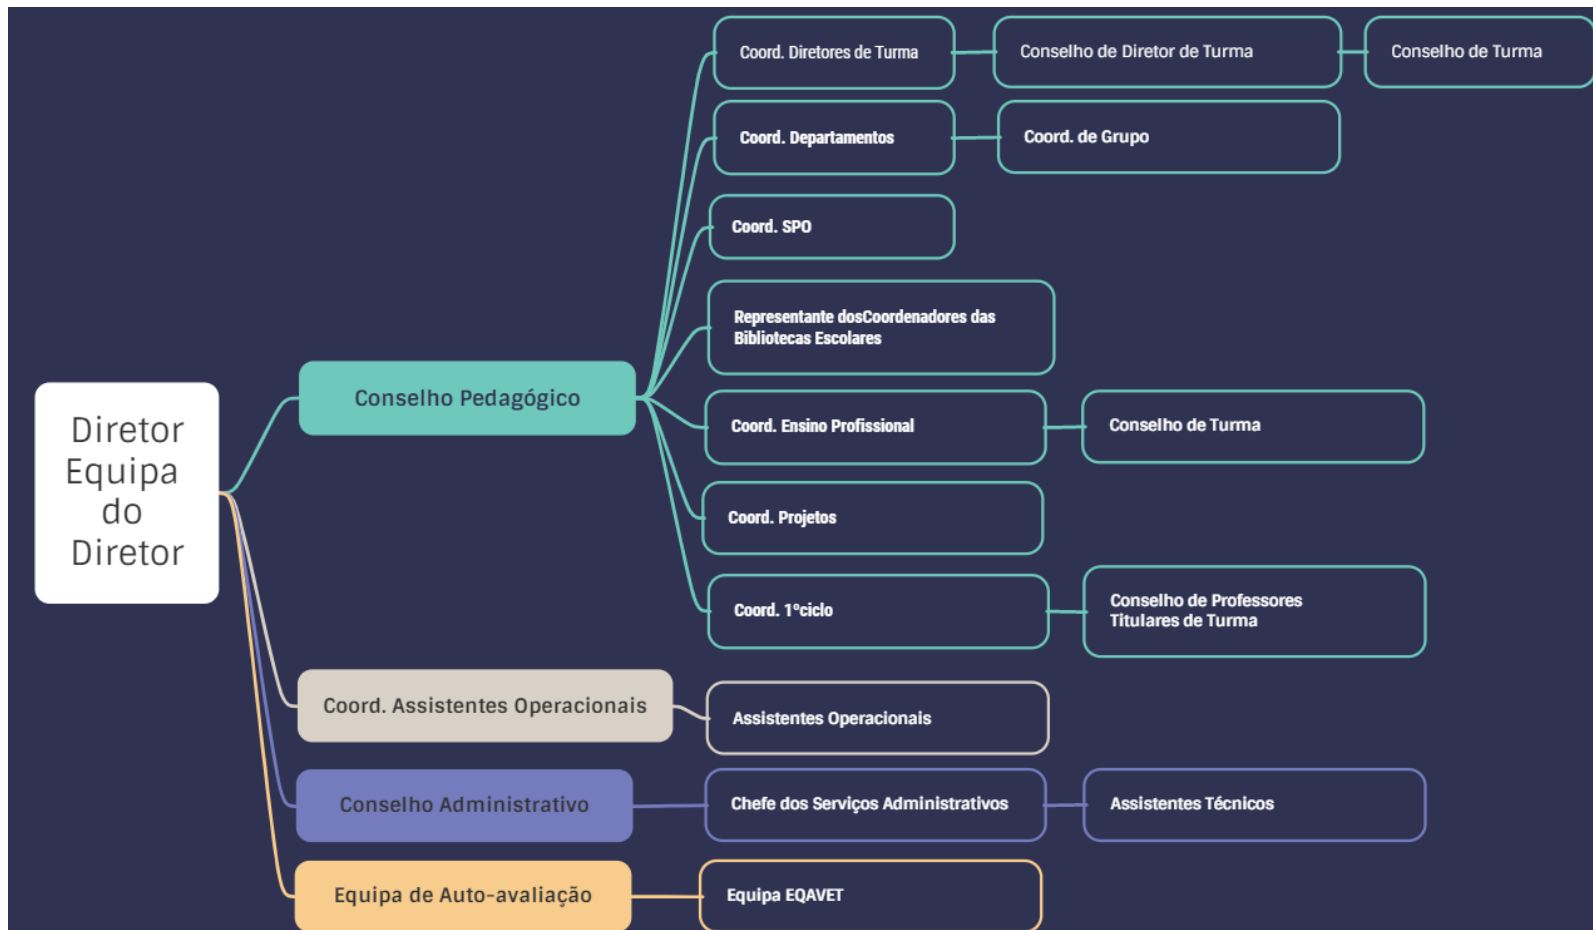 Diretor
Equipa
do
Diretor
Conselho Pedagógico
Coord. Diretores de Turma
Conselho de Diretor de Turma
Conselho de Turma
Coord. Departamentos
Coord. de Grupo
Coord. SPO
Representante dosCoordenadores das
Bibliotecas Escolares
Coord. Ensino Profissional
Conselho de Turma
Coord. Projetos
Coord. 1ºciclo
Conselho de Professores
Titulares de Turma
Coord. Assistentes Operacionais
Assistentes Operacionais
Conselho Administrativo
Chefe dos Serviços Administrativos
Assistentes Técnicos
Equipa de Auto-avaliação
Equipa EQAVET